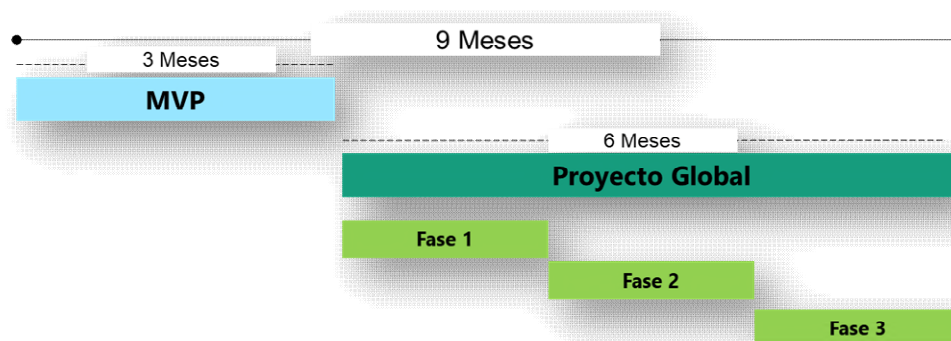 9 Meses
3 Meses
MVP
6 Meses
Proyecto Global
Fase 1
Fase 2
Fase 3